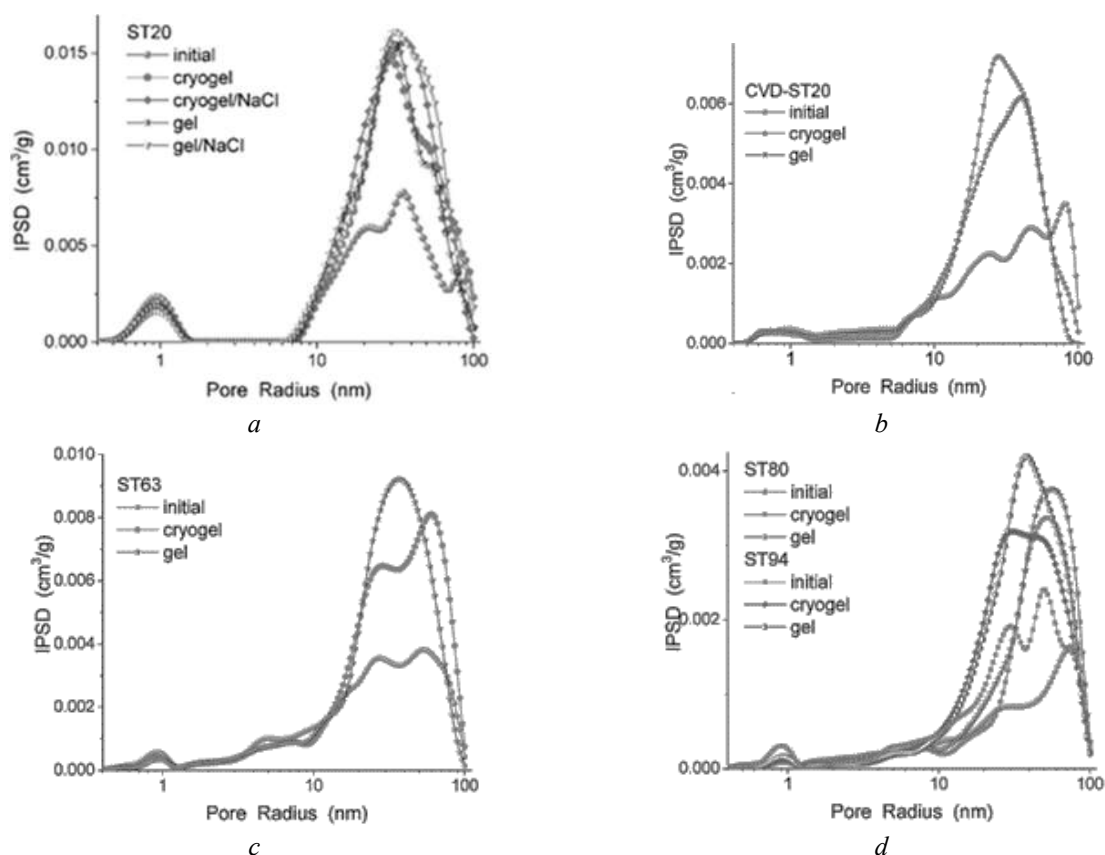 ST20
initial
cryogel
cryogel/NaCl
gel
gel/NaCl
IPSD (cm³/g)
0.015
0.010
0.005
0.000
1 10 100
Pore Radius (nm)
a
CVD-ST20
initial
cryogel
gel
IPSD (cm³/g)
0.006
0.004
0.002
0.000
1 10 100
Pore Radius (nm)
b
ST63
initial
cryogel
gel
IPSD (cm³/g)
0.010
0.008
0.006
0.004
0.002
0.000
1 10 100
Pore Radius (nm)
c
ST80
initial
cryogel
gel
ST94
initial
cryogel
gel
IPSD (cm³/g)
0.004
0.002
0.000
1 10 100
Pore Radius (nm)
d